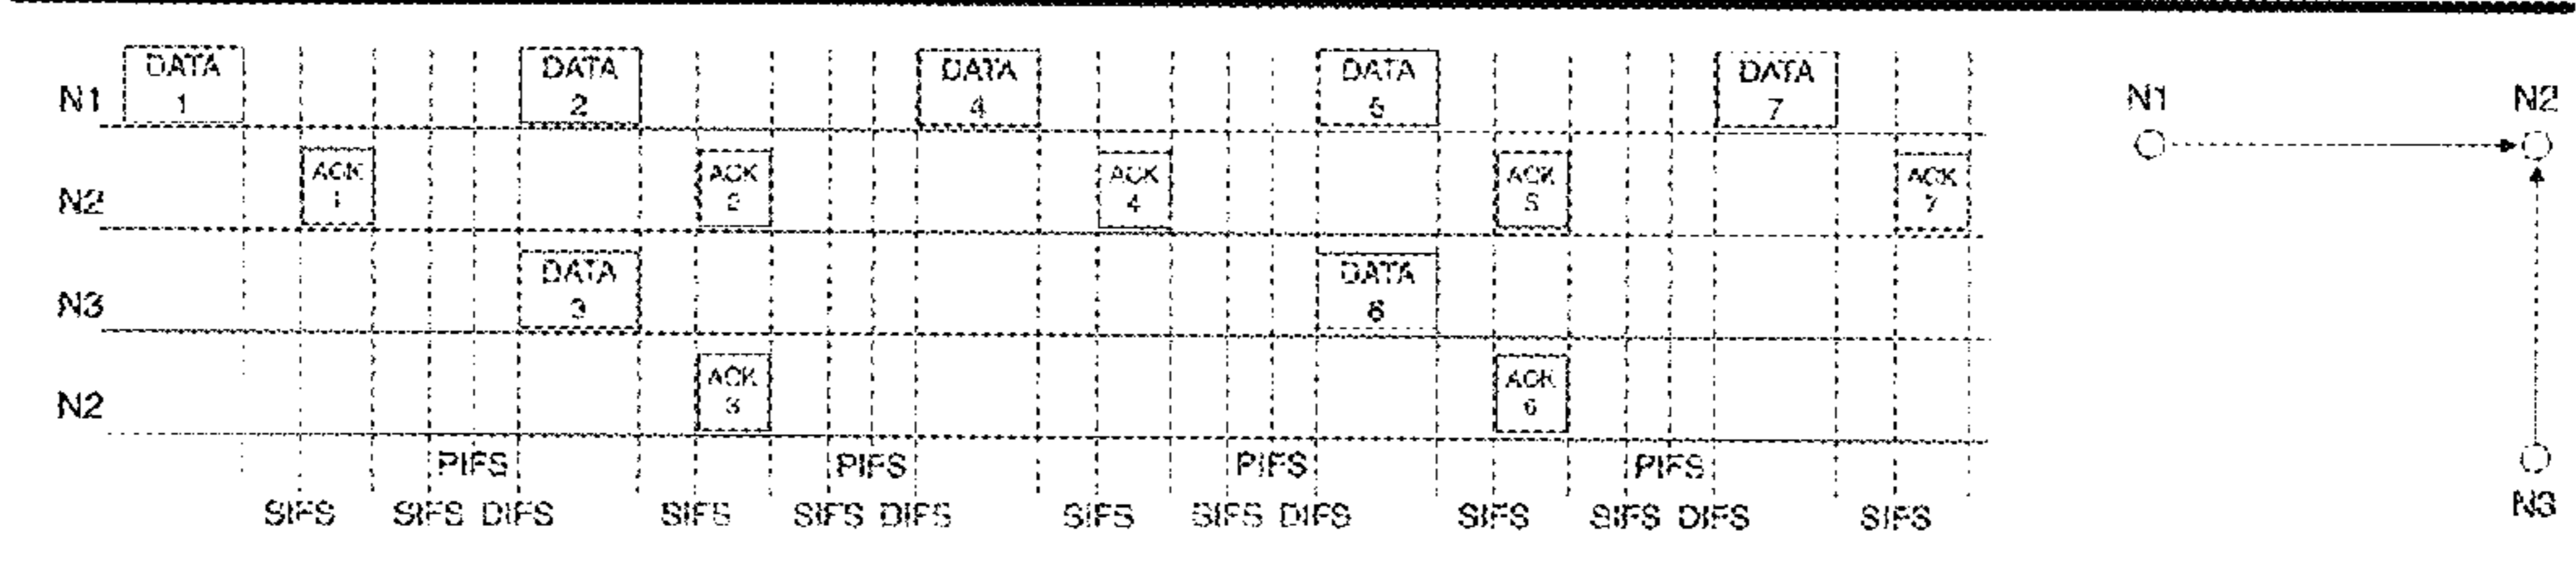 N1 DATA 1 DATA 2 DATA 4 DATA 5 DATA 7
N2 ACK 1 ACK 2 ACK 4 ACK 5 ACK 7
N3 DATA 3 DATA 6
N2 ACK 3 ACK 6
PIFS PIFS PIFS PIFS
SIFS SIFS DIFS SIFS SIFS DIFS SIFS SIFS DIFS SIFS SIFS DIFS SIFS
N1 N2
N3